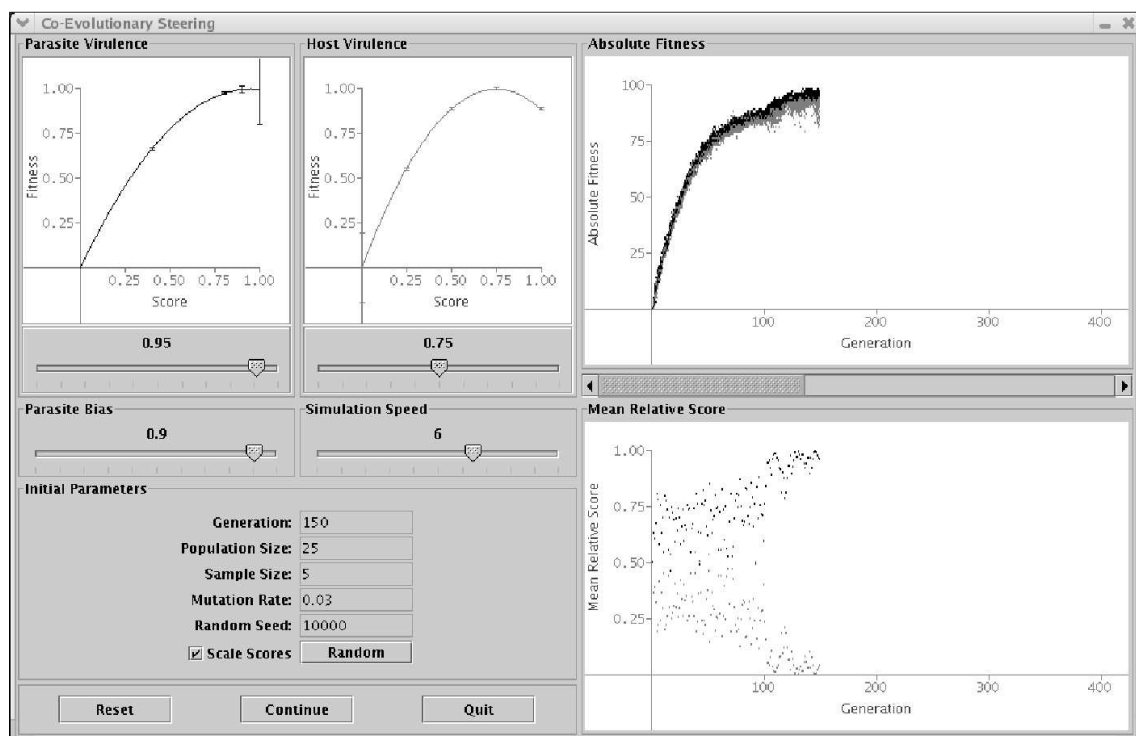 Co-Evolutionary Steering
Parasite Virulence
1.00
0.75
0.50
0.25
Fitness
0.25 0.50 0.75 1.00
Score
0.95
Host Virulence
1.00
0.75
0.50
0.25
Fitness
0.25 0.50 0.75 1.00
Score
0.75
Parasite Bias
0.9
Simulation Speed
6
Initial Parameters
Generation: 150
Population Size: 25
Sample Size: 5
Mutation Rate: 0.03
Random Seed: 10000
Scale Scores Random
Reset Continue Quit
Absolute Fitness
100
75
50
25
Absolute Fitness
100 200 300 400
Generation
Mean Relative Score
1.00
0.75
0.50
0.25
Mean Relative Score
100 200 300 400
Generation